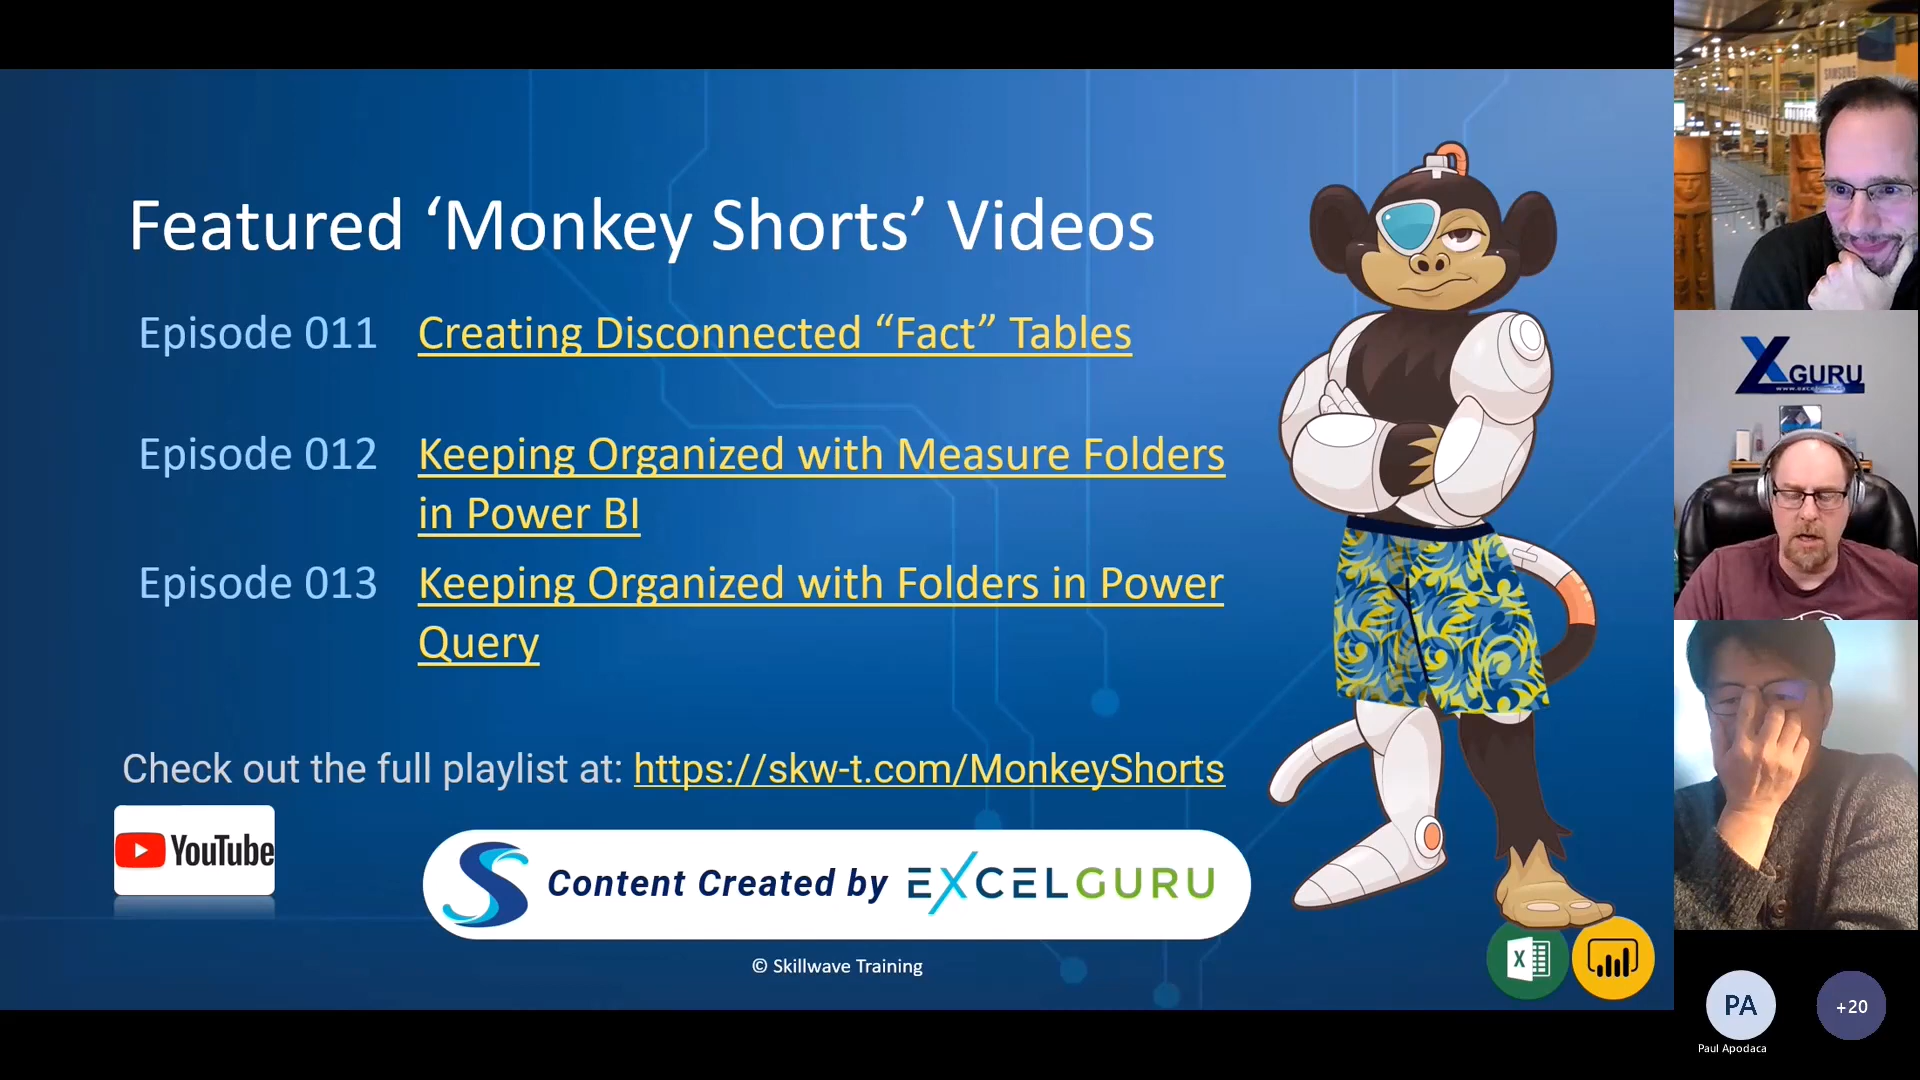 Featured ‘Monkey Shorts’ Videos
Episode 011 Creating Disconnected “Fact” Tables
Episode 012 Keeping Organized with Measure Folders
in Power BI
Episode 013 Keeping Organized with Folders in Power
Query
Check out the full playlist at: https://skw-t.com/MonkeyShorts
YouTube
S Content Created by EXCELGURU
© Skillwave Training
X
SAMSUNG
XGURU
PA
+20
Paul Apodaca